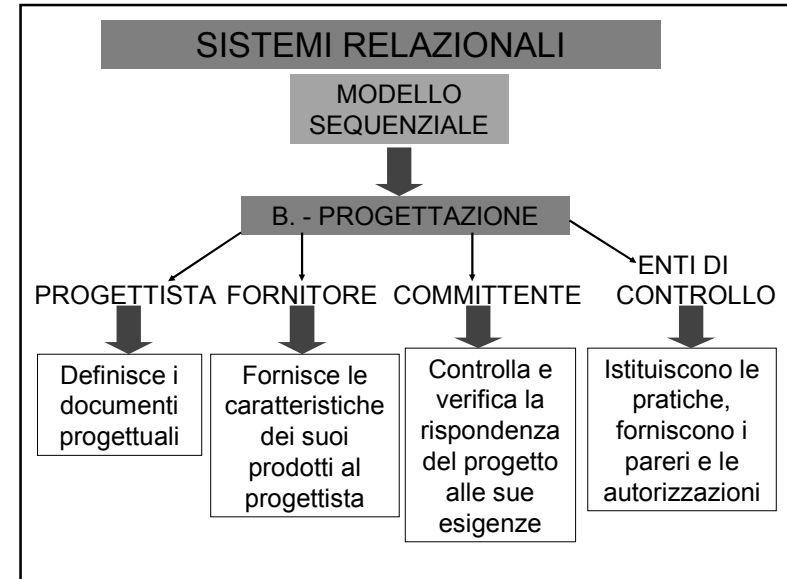 SISTEMI RELAZIONALI
MODELLO
SEQUENZIALE
B. - PROGETTAZIONE
PROGETTISTA
Definisce i
documenti
progettuali
FORNITORE
Fornisce le
caratteristiche
dei suoi
prodotti al
progettista
COMMITTENTE
Controlla e
verifica la
rispondenza
del progetto
alle sue
esigenze
ENTI DI
CONTROLLO
Istituiscono le
pratiche,
forniscono i
pareri e le
autorizzazioni